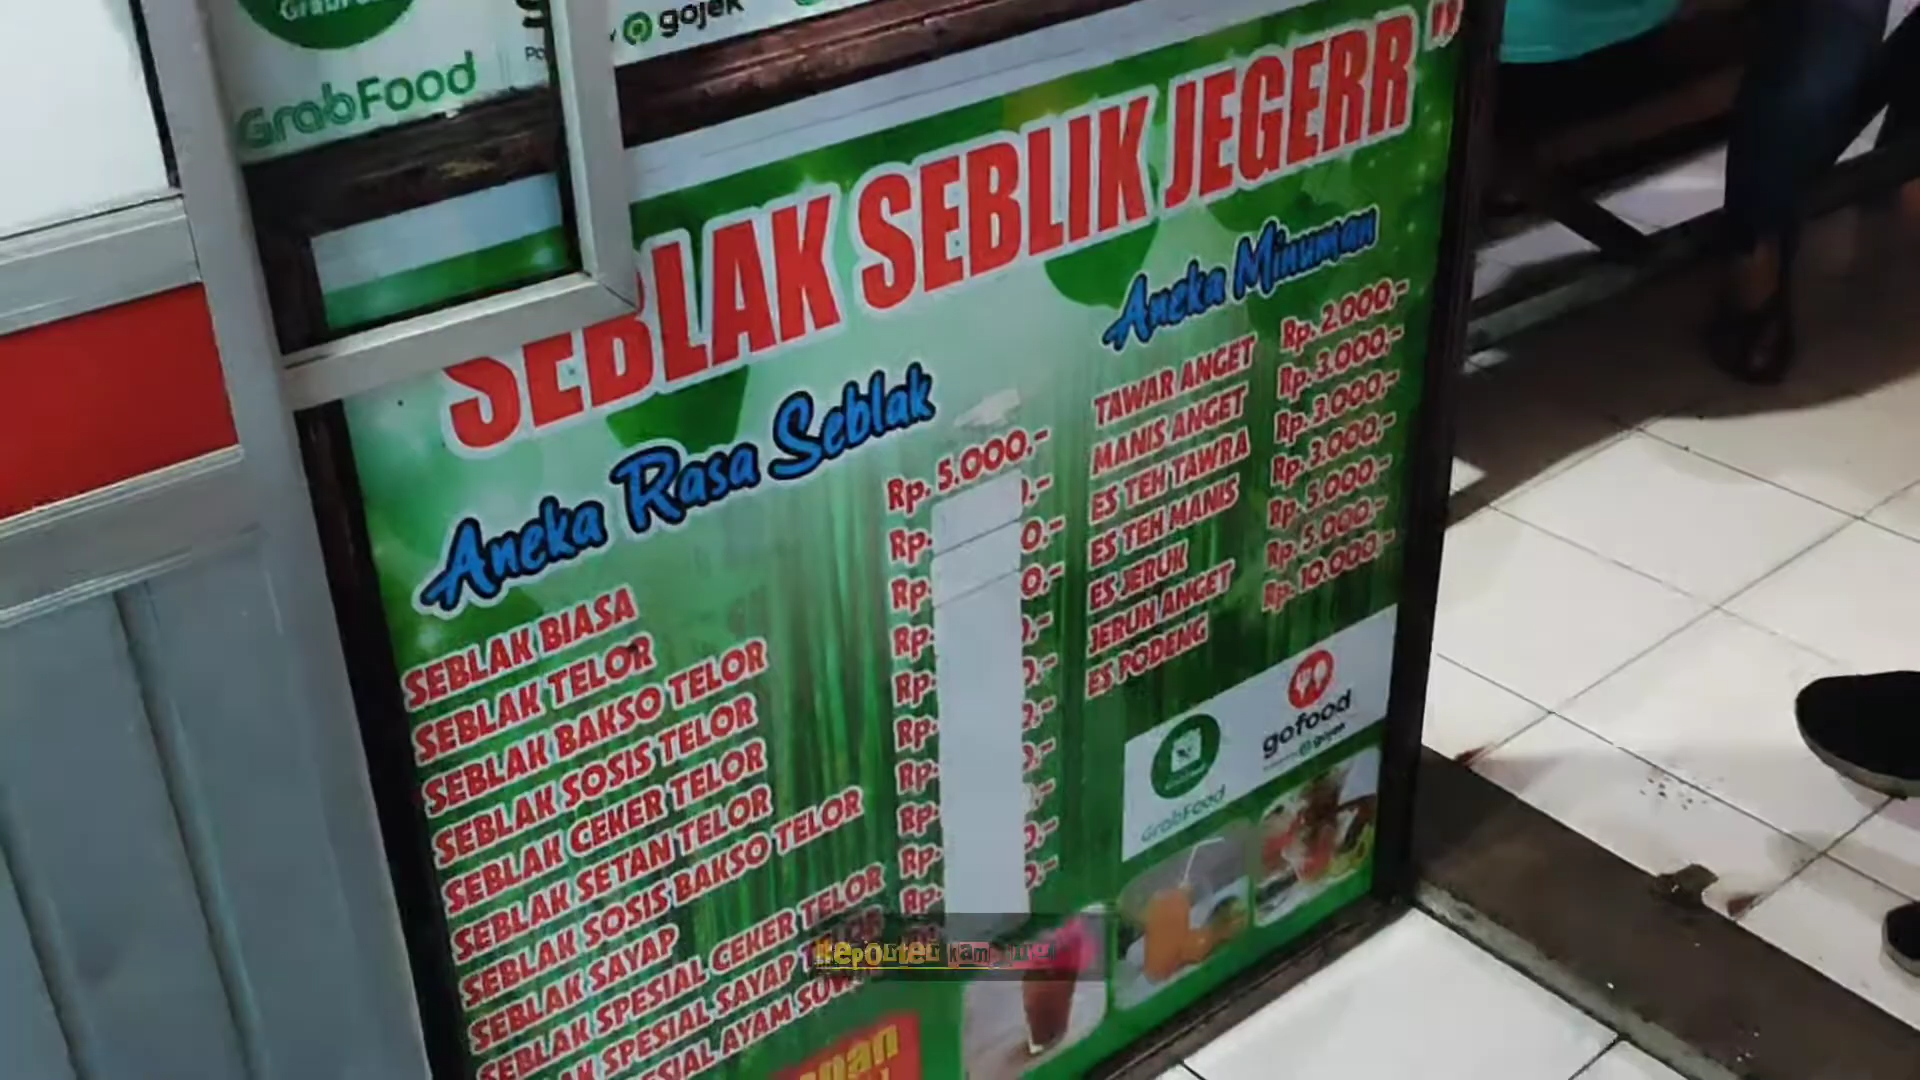 GrabFood
gojek
SEBLAK SEBLIK JEGERR "
Aneka Rasa Seblak
SEBLAK BIASA Rp. 5.000,-
SEBLAK TELOR Rp.
SEBLAK BAKSO TELOR Rp.
SEBLAK SOSIS TELOR Rp.
SEBLAK CEKER TELOR Rp.
SEBLAK SETAN TELOR Rp.
SEBLAK SOSIS BAKSO TELOR Rp.
SEBLAK SAYAP Rp.
SEBLAK SPESIAL CEKER TELOR Rp.
SPESIAL SAYAP Rp.
AYAM
Aneka Minuman
TAWAR ANGET Rp. 2.000,-
MANIS ANGET Rp. 3.000,-
ES TEH TAWRA Rp. 3.000,-
ES TEH MANIS Rp. 3.000,-
ES JERUK Rp. 5.000,-
JERUH ANGET Rp. 5.000,-
ES PODENG Rp. 10.000,-
GrabFood
gofood
gojek
Reporter kampung